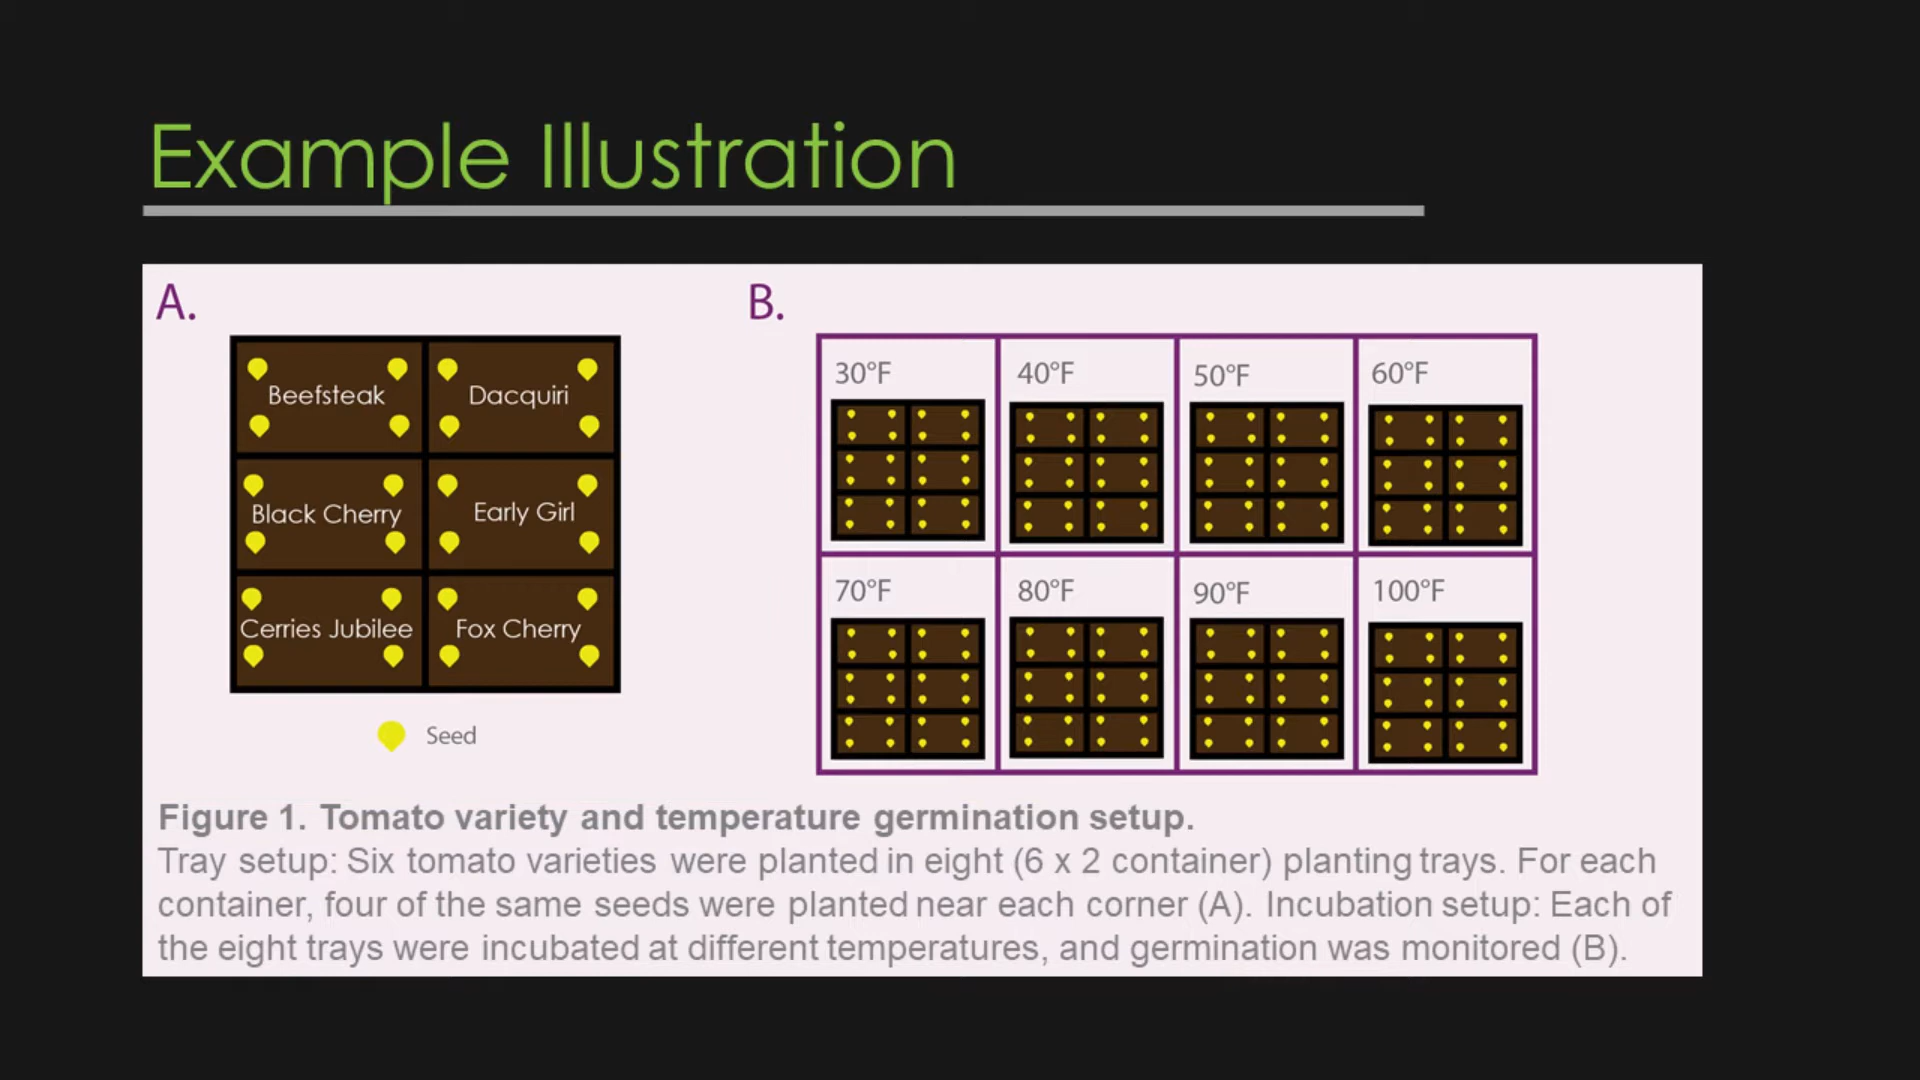 Example Illustration
A.
Beefsteak
Dacquiri
Black Cherry
Early Girl
Cerries Jubilee
Fox Cherry
Seed
B.
30°F
40°F
50°F
60°F
70°F
80°F
90°F
100°F
Figure 1. Tomato variety and temperature germination setup.
Tray setup: Six tomato varieties were planted in eight (6 x 2 container) planting trays. For each
container, four of the same seeds were planted near each corner (A). Incubation setup: Each of
the eight trays were incubated at different temperatures, and germination was monitored (B).